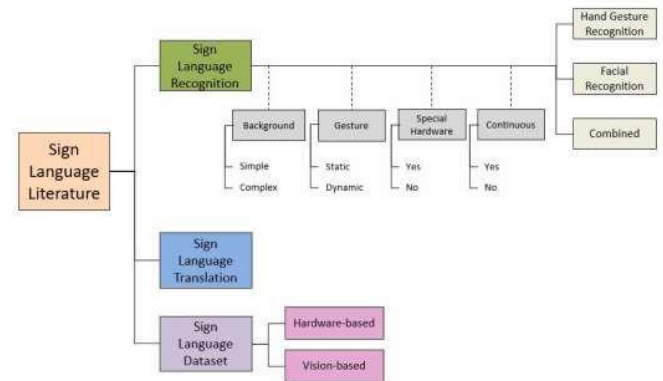 Sign
Language
Literature
Sign
Language
Recognition
Hand Gesture
Recognition
Facial
Recognition
Combined
Background
Simple
Complex
Gesture
Static
Dynamic
Special
Hardware
Yes
No
Continuous
Yes
No
Sign
Language
Translation
Sign
Language
Dataset
Hardware-based
Vision-based